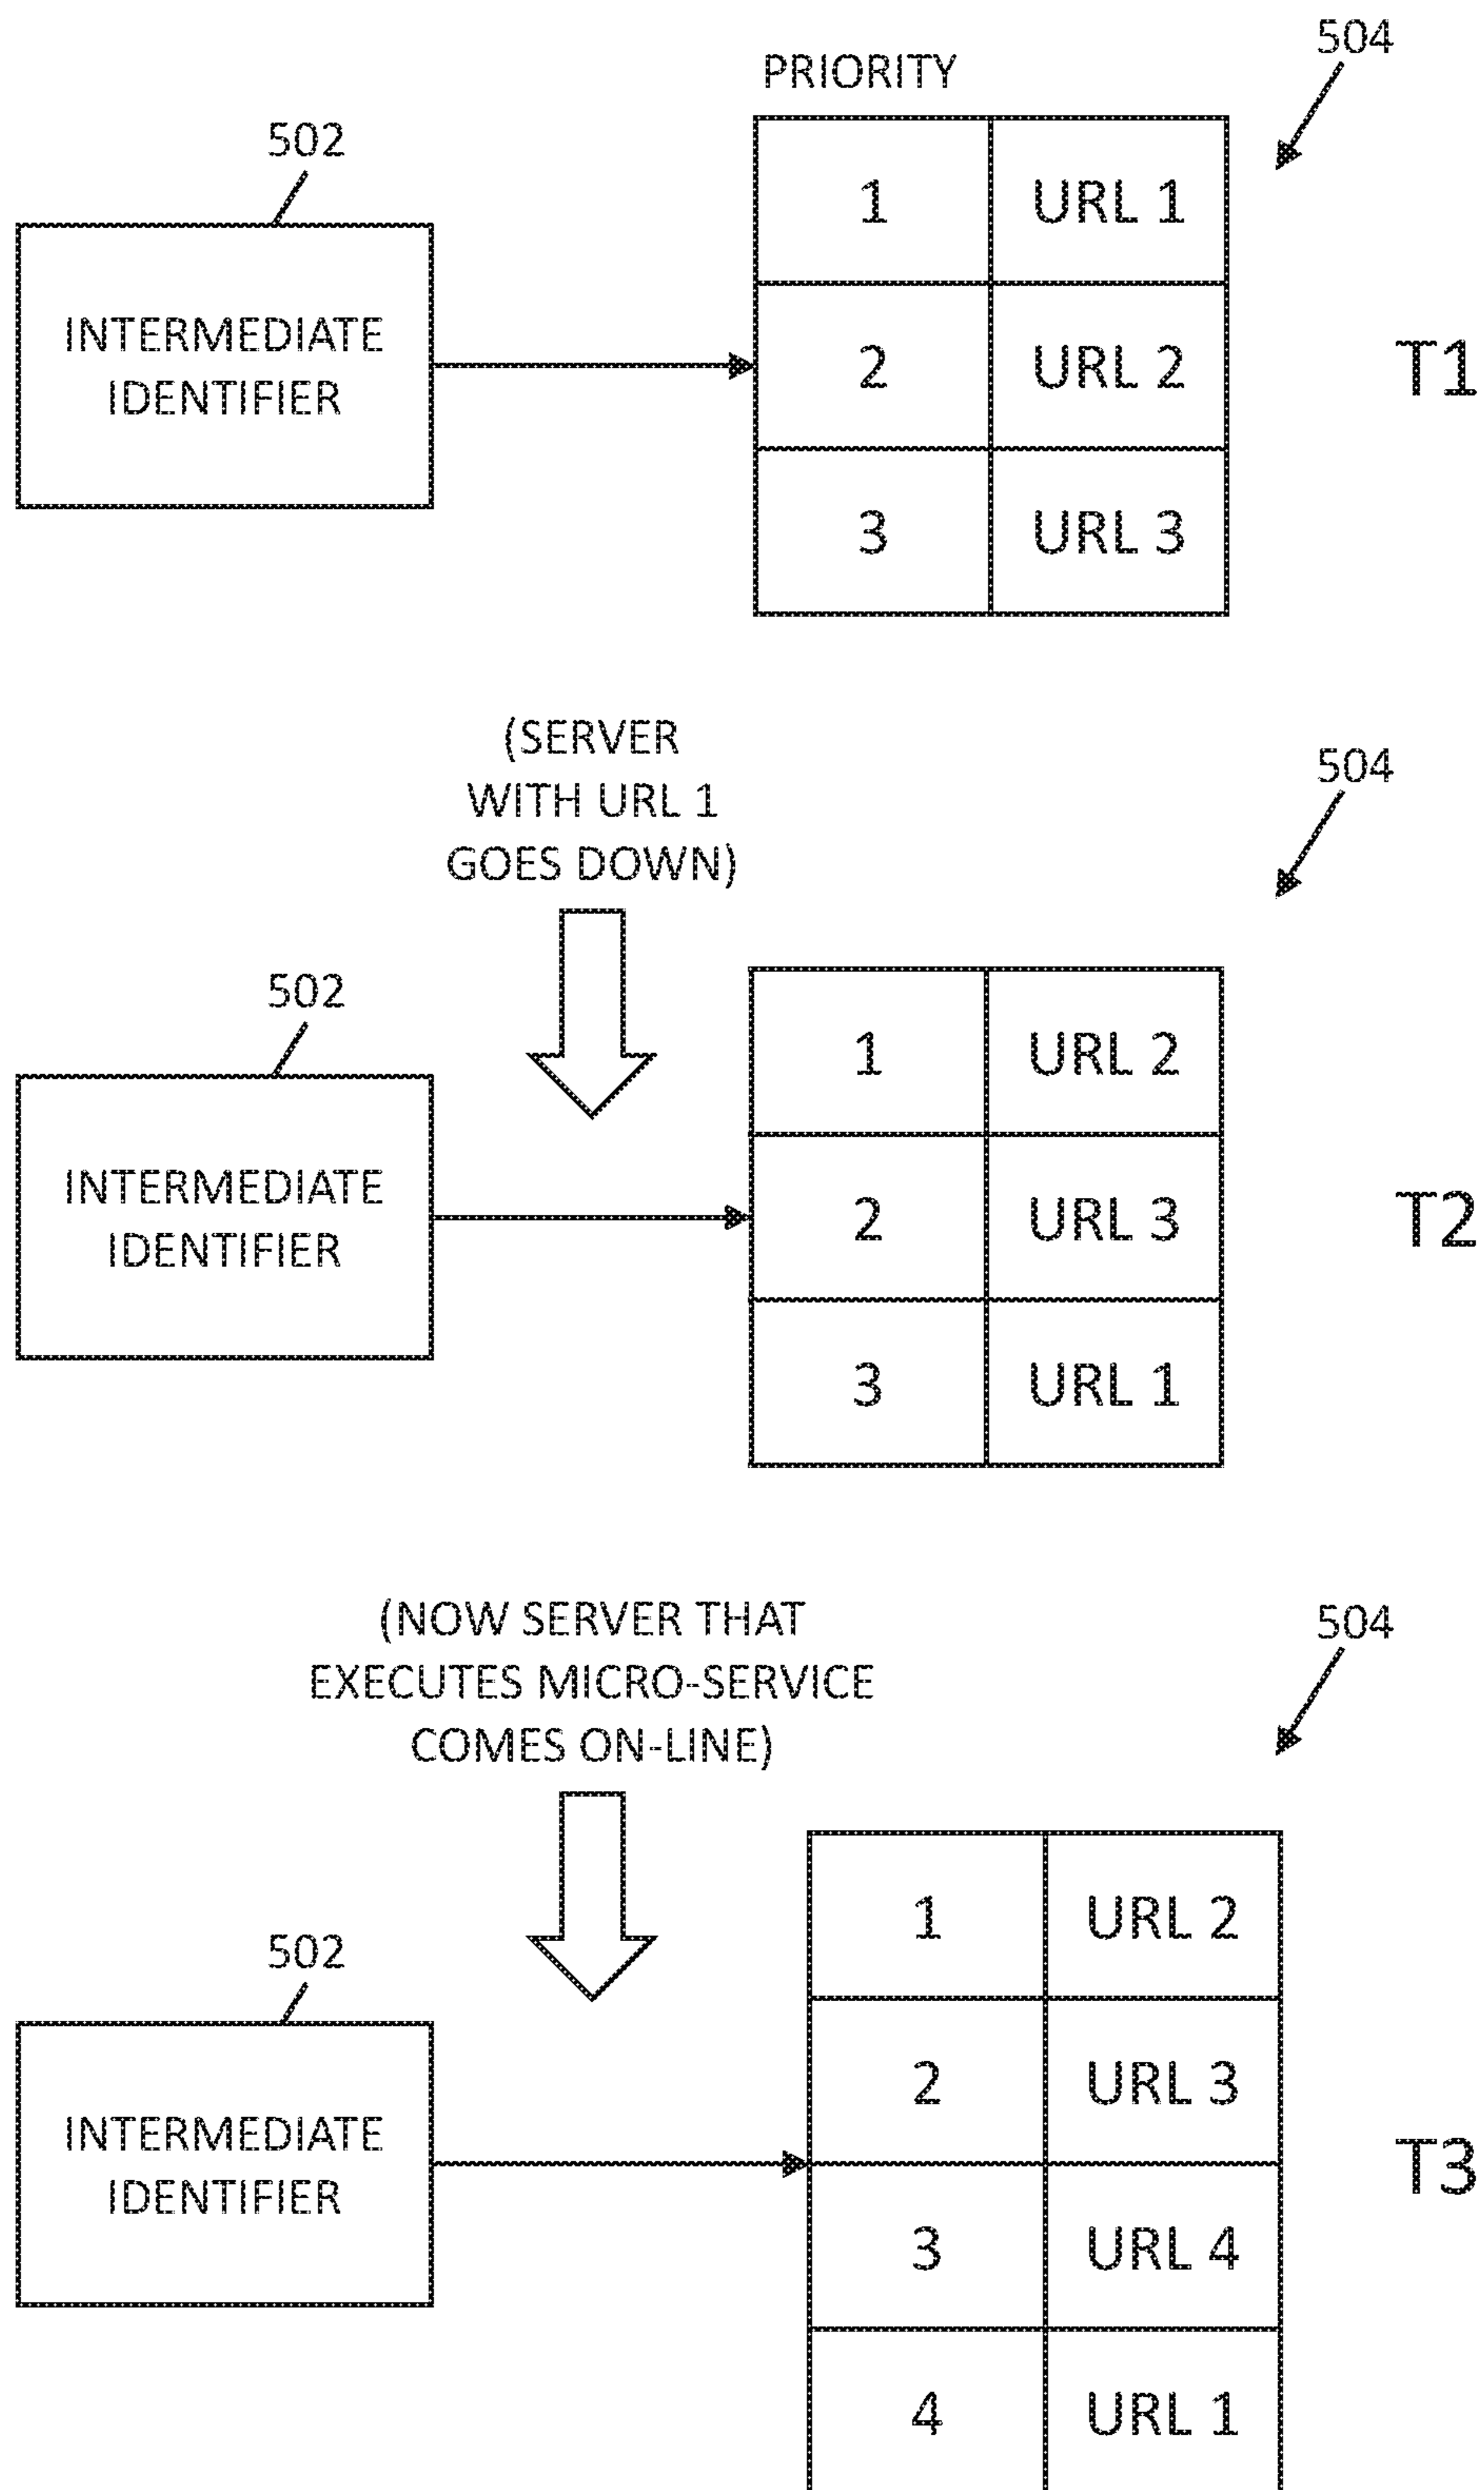 504
PRIORITY
502
1 URL 1
INTERMEDIATE
IDENTIFIER
2 URL 2
T1
3 URL 3
(SERVER
WITH URL 1
GOES DOWN)
504
502
1 URL 2
INTERMEDIATE
IDENTIFIER
2 URL 3
T2
3 URL 1
(NOW SERVER THAT
EXECUTES MICRO-SERVICE
COMES ON-LINE)
504
502
1 URL 2
2 URL 3
INTERMEDIATE
IDENTIFIER
T3
3 URL 4
4 URL 1